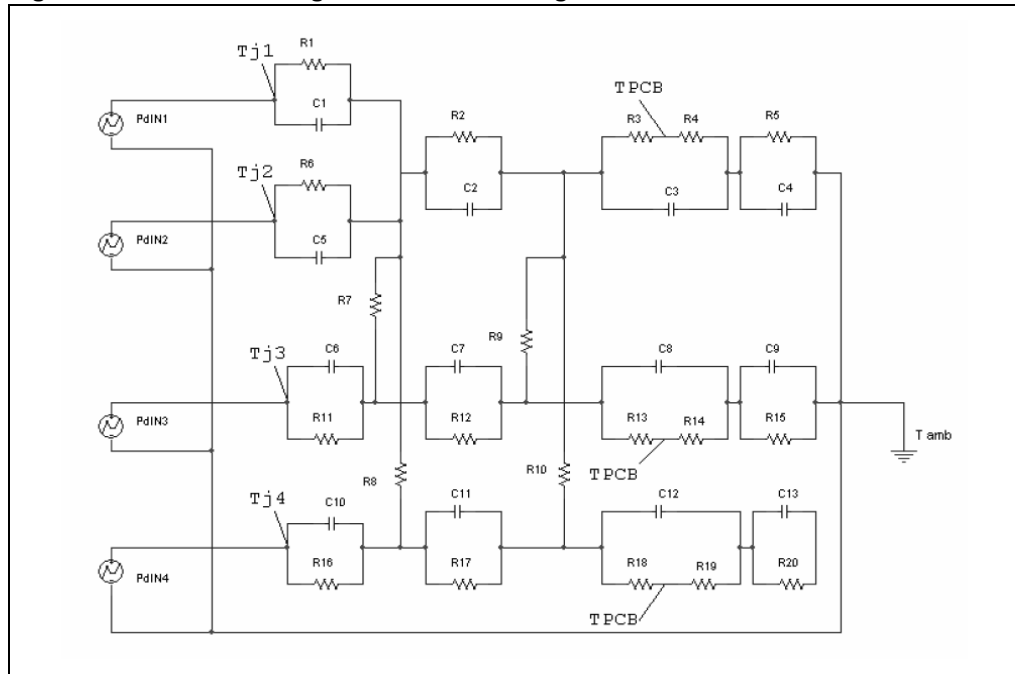 Tj1
R1
C1
PdIN1
R2
C2
TPCB
R3
R4
R5
C3
C4
Tj2
R6
C5
PdIN2
R7
R9
Tj3
C6
C7
C8
C9
R11
R12
R13
R14
R15
PdIN3
T amb
TPCB
R8
R10
Tj4
C10
C11
C12
C13
R16
R17
R18
R19
R20
PdIN4
TPCB